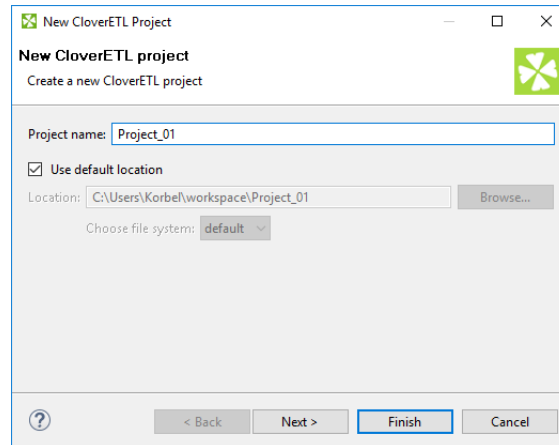 New CloverETL Project
New CloverETL project
Create a new CloverETL project
Project name: Project_01
Use default location
Location: C:\Users\Korbel\workspace\Project_01 Browse...
Choose file system: default
? < Back Next > Finish Cancel